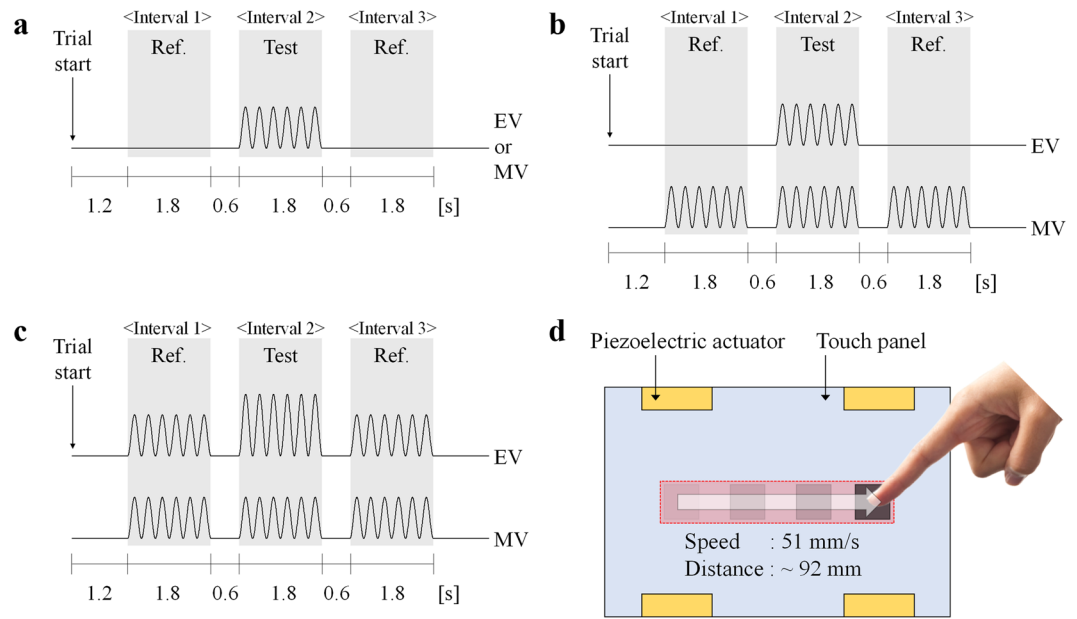 a
<Interval 1> <Interval 2> <Interval 3>
Ref. Test Ref.
Trial
start
EV
or
MV
1.2 1.8 0.6 1.8 0.6 1.8 [s]
b
<Interval 1> <Interval 2> <Interval 3>
Ref. Test Ref.
Trial
start
EV
MV
1.2 1.8 0.6 1.8 0.6 1.8 [s]
c
<Interval 1> <Interval 2> <Interval 3>
Ref. Test Ref.
Trial
start
EV
MV
1.2 1.8 0.6 1.8 0.6 1.8 [s]
d
Piezoelectric actuator Touch panel
Speed : 51 mm/s
Distance : ~ 92 mm